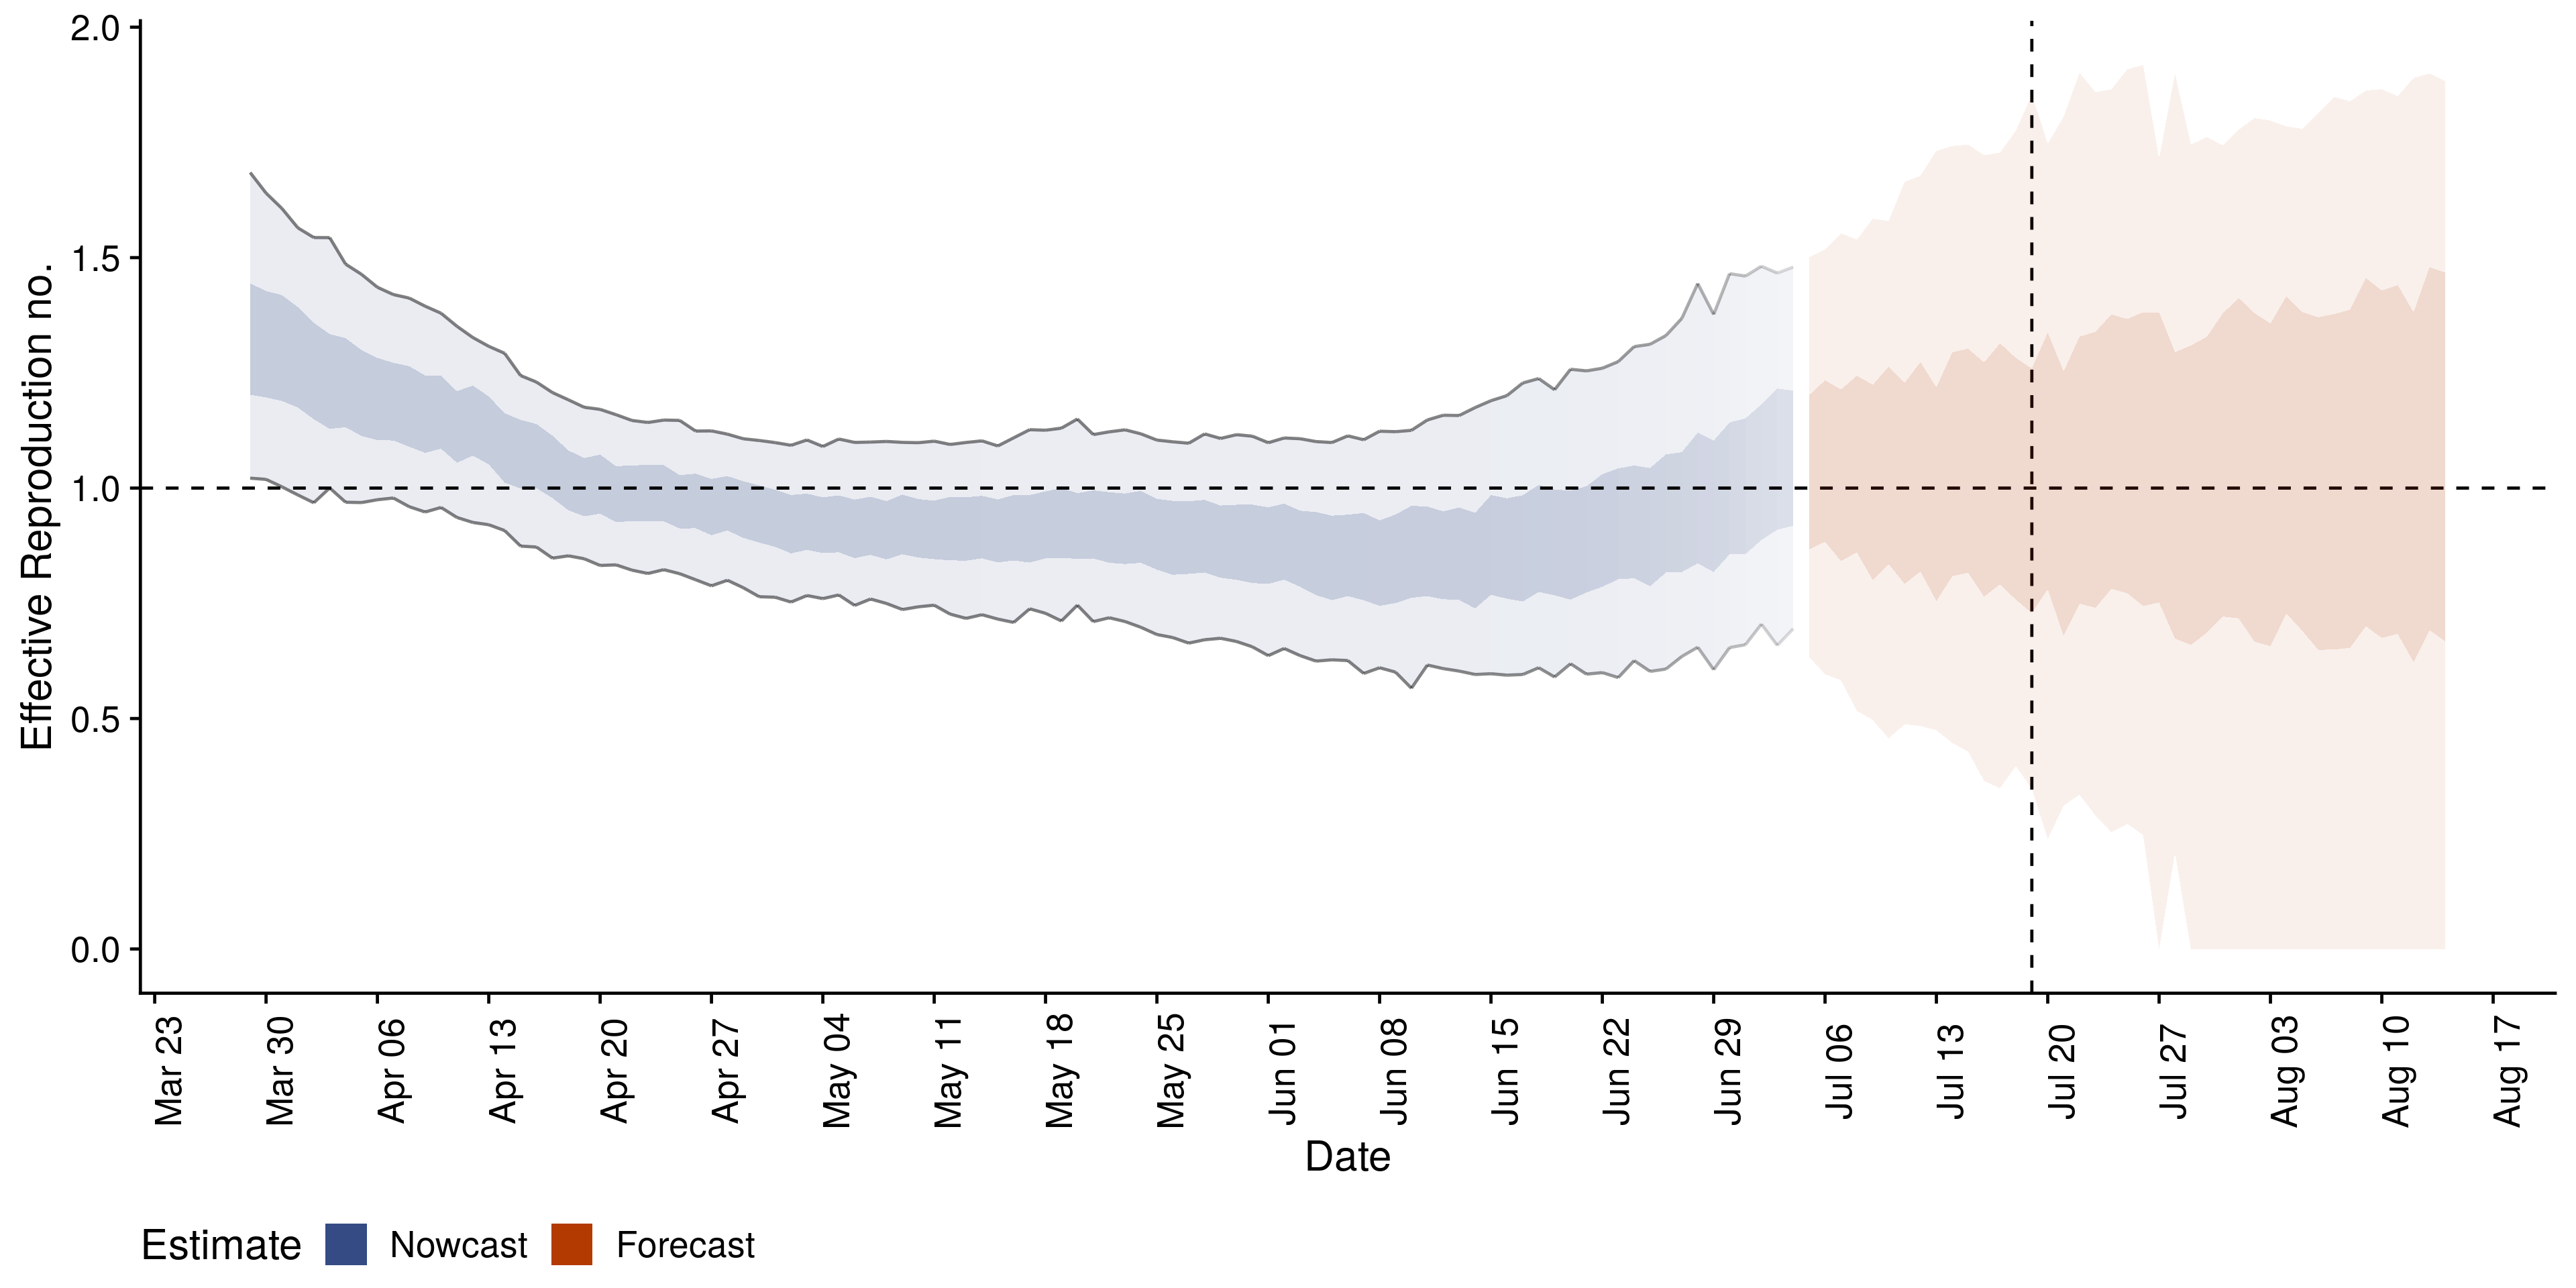 Effective Reproduction no.
2.0
1.5
1.0
0.5
0.0
Mar 23
Mar 30
Apr 06
Apr 13
Apr 20
Apr 27
May 04
May 11
May 18
May 25
Jun 01
Jun 08
Jun 15
Jun 22
Jun 29
Jul 06
Jul 13
Jul 20
Jul 27
Aug 03
Aug 10
Aug 17
Date
Estimate Nowcast Forecast